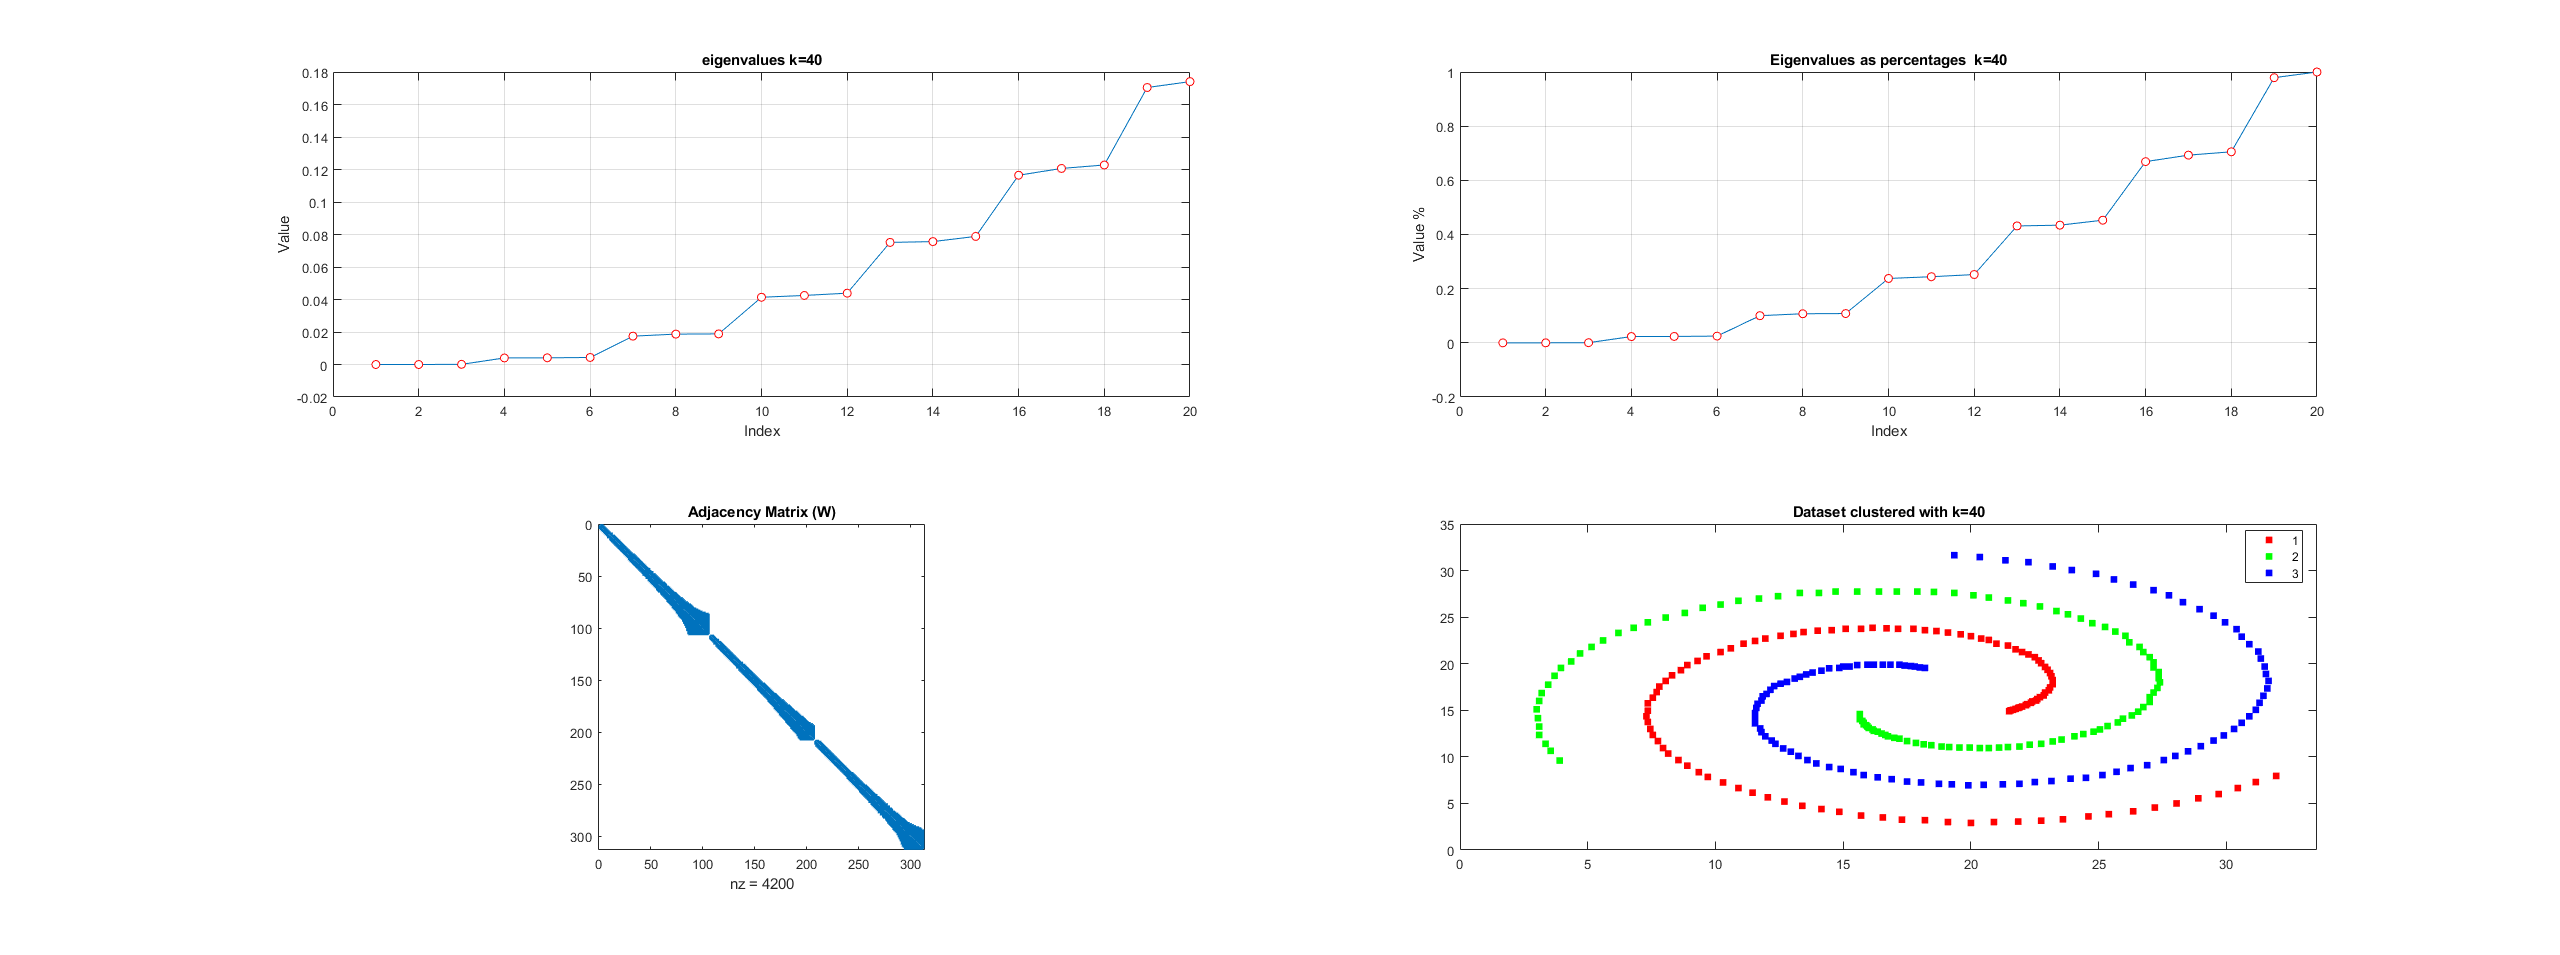 eigenvalues k=40
0.18
0.16
0.14
0.12
0.1
0.08
0.06
0.04
0.02
0
-0.02
Value
0 2 4 6 8 10 12 14 16 18 20
Index
Eigenvalues as percentages k=40
1
0.8
0.6
0.4
0.2
0
-0.2
Value %
0 2 4 6 8 10 12 14 16 18 20
Index
Adjacency Matrix (W)
0
50
100
150
200
250
300
0 50 100 150 200 250 300
nz = 4200
Dataset clustered with k=40
35
30
25
20
15
10
5
0
0 5 10 15 20 25 30
1
2
3